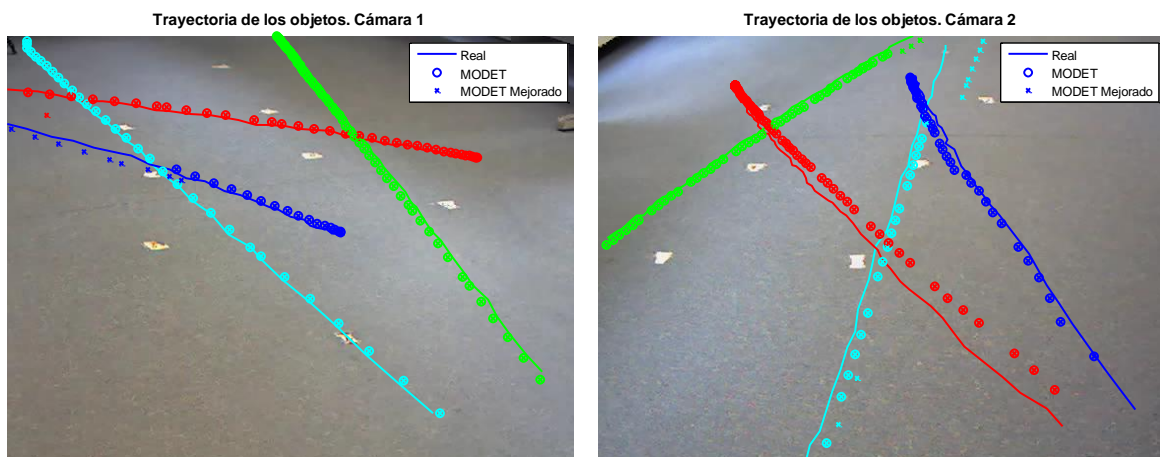 Trayectoria de los objetos. Cámara 1
Real
MODET
MODET Mejorado
Trayectoria de los objetos. Cámara 2
Real
MODET
MODET Mejorado